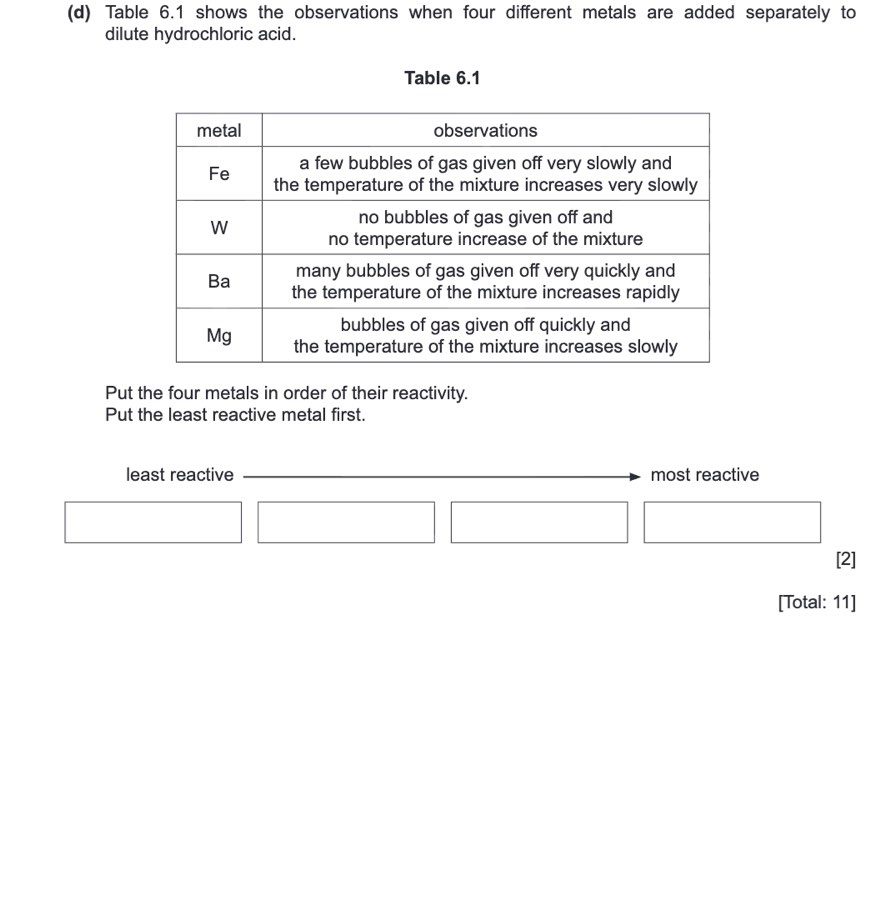 (d) Table 6.1 shows the observations when four different metals are added separately to
dilute hydrochloric acid.
Table 6.1
metal observations
Fe a few bubbles of gas given off very slowly and
the temperature of the mixture increases very slowly
W no bubbles of gas given off and
no temperature increase of the mixture
Ba many bubbles of gas given off very quickly and
the temperature of the mixture increases rapidly
Mg bubbles of gas given off quickly and
the temperature of the mixture increases slowly
Put the four metals in order of their reactivity.
Put the least reactive metal first.
least reactive most reactive
[2]
[Total: 11]